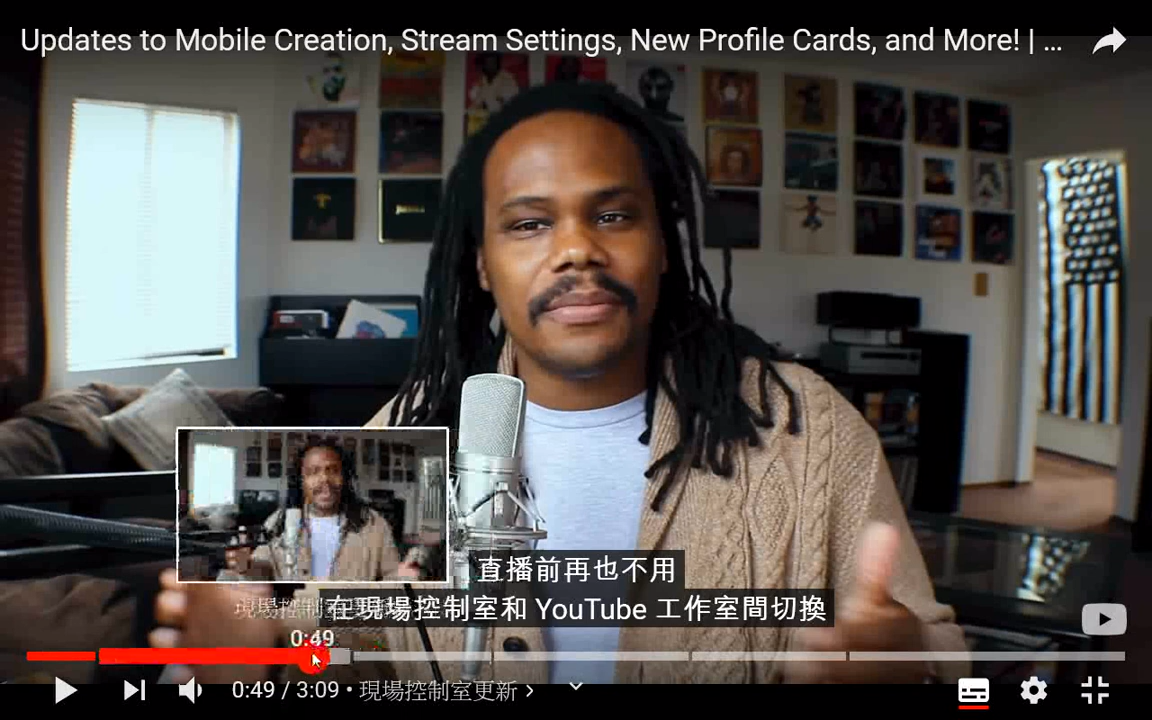 Updates to Mobile Creation, Stream Settings, New Profile Cards, and More! | ...
直播前再也不用
在現場控制室和 YouTube 工作室間切換
0:49
0:49 / 3:09 • 現場控制室更新